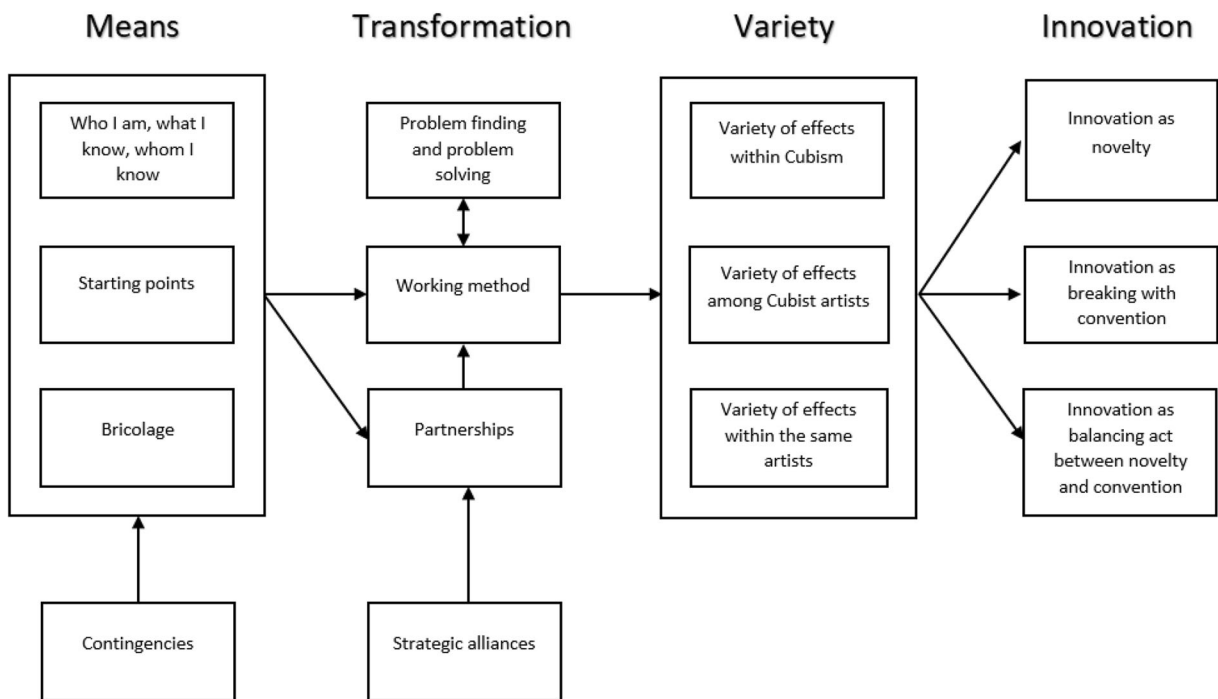 Means
Transformation
Variety
Innovation
Who I am, what I
know, whom I
know
Starting points
Bricolage
Contingencies
Problem finding
and problem
solving
Working method
Partnerships
Strategic alliances
Variety of effects
within Cubism
Variety of effects
among Cubist artists
Variety of effects
within the same
artists
Innovation as
novelty
Innovation as
breaking with
convention
Innovation as
balancing act
between novelty
and convention